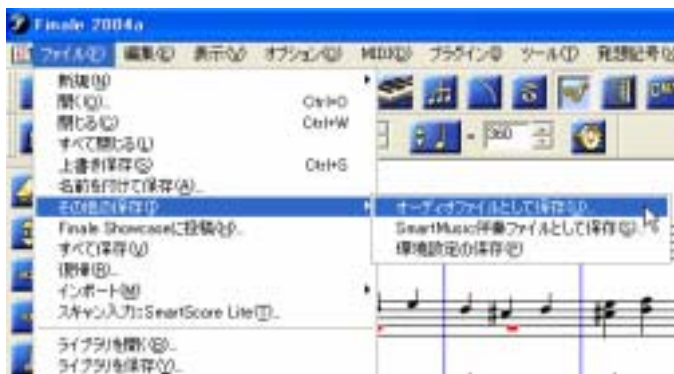 Finale 2004a
ファイル(F) 編集(E) 表示(V) オプション(O) MIDI(D) プラグイン ツール(T) 発想記号
新規(N)
開く(O)... Ctrl+O
閉じる(C) Ctrl+W
すべて閉じる(L)
上書き保存(S) Ctrl+S
名前を付けて保存(A)...
その他の保存(I)
オーディオファイルとして保存(U)...
SmartMusic伴奏ファイルとして保存(G)...
環境設定の保存(P)
Finale Showcaseに投稿(H)...
すべて保存(V)
復帰(R)...
インポート(M)
スキャン入力:SmartScore Lite(T)...
ライブラリを開く(B)...
ライブラリを保存(Y)...
= 960